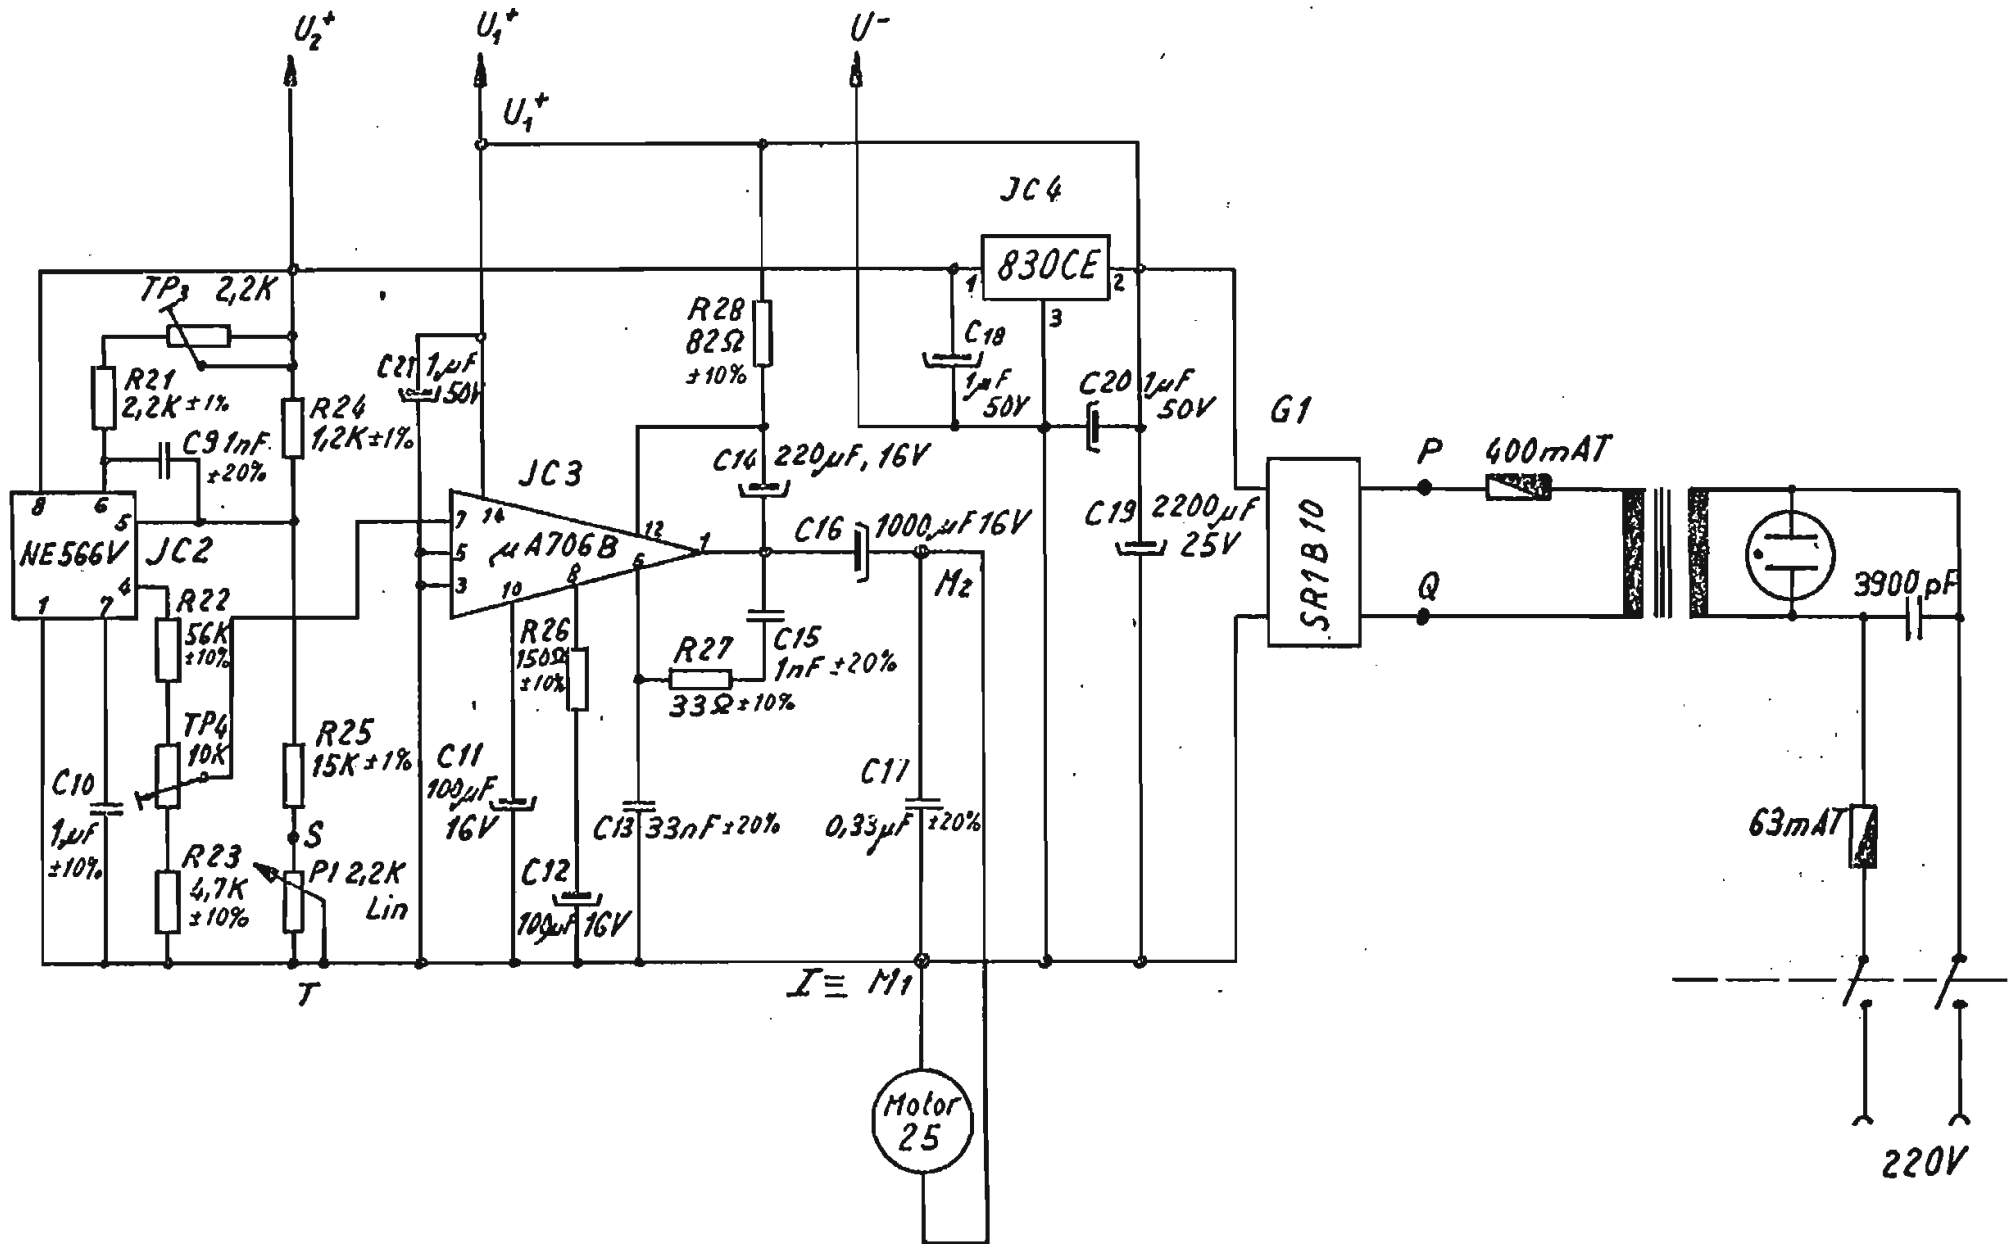 U₂⁺
U₁⁺
U⁻
U₁⁺
JC4
830CE
1
2
3
TP3 2,2K
R28
82Ω
±10%
C18
1µF
50V
C21 1µF
50V
C20 1µF
50V
R21
2,2K ±1%
R24
1,2K ±1%
C9 1nF
±20%
G1
SR1B10
P
400mAT
Q
C14 220µF, 16V
JC3
µA706B
7
5
3
14
12
1
6
8
10
8
6
5
NE566V
JC2
4
1
7
C16 1000µF 16V
M2
C19 2200µF
25V
3900pF
R22
56K
±10%
R26
150Ω
±10%
R27
33Ω ±10%
C15
1nF ±20%
TP4
10K
R25
15K ±1%
C11
100µF
16V
C10
1µF
±10%
C13 33nF ±20%
C17
0,33µF ±20%
63mAT
S
R23
4,7K
±10%
P1 2,2K
Lin
C12
100µF 16V
T
I ≡ M1
Motor
25
220V